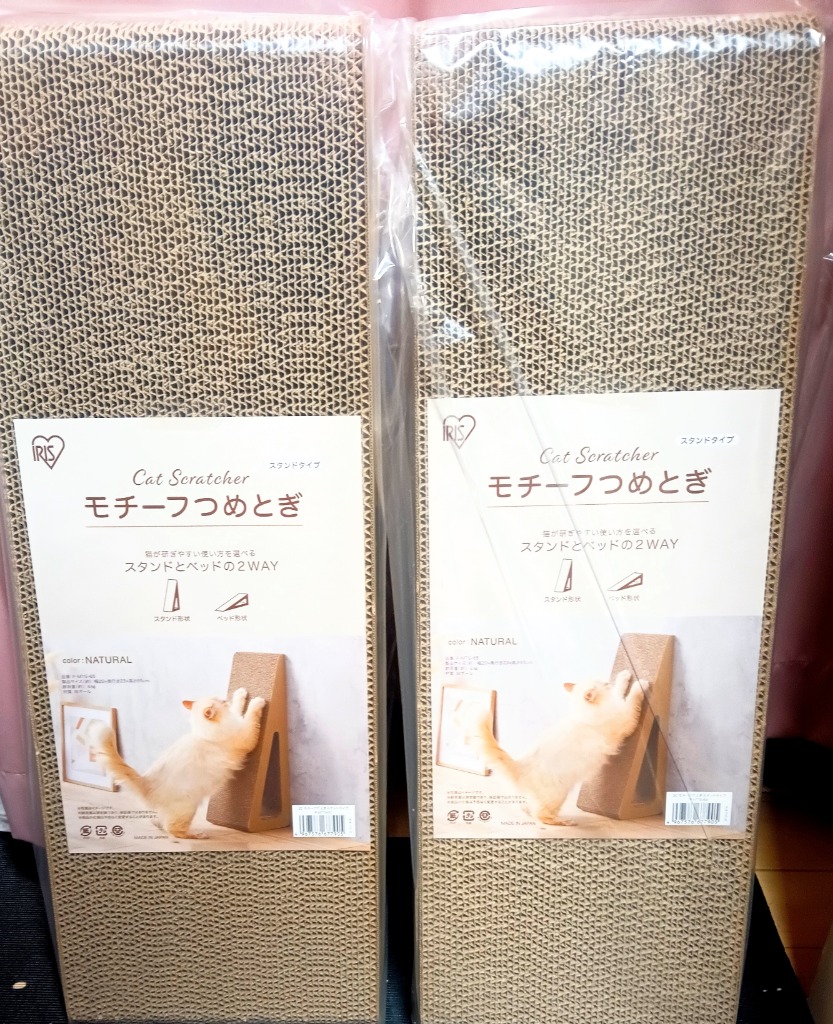 IRIS
スタンドタイプ
Cat Scratcher
モチーフつめとぎ
猫が研ぎやすい使い方を選べる
スタンドとベッドの2WAY
スタンド形状
ベッド形状
color : NATURAL
MADE IN JAPAN
IRIS
スタンドタイプ
Cat Scratcher
モチーフつめとぎ
猫が研ぎやすい使い方を選べる
スタンドとベッドの2WAY
スタンド形状
ベッド形状
color : NATURAL
MADE IN JAPAN